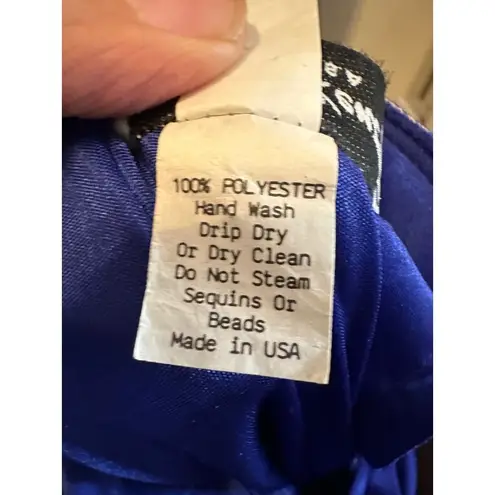 100% POLYESTER
Hand Wash
Drip Dry
Or Dry Clean
Do Not Steam
Sequins Or
Beads
Made in USA